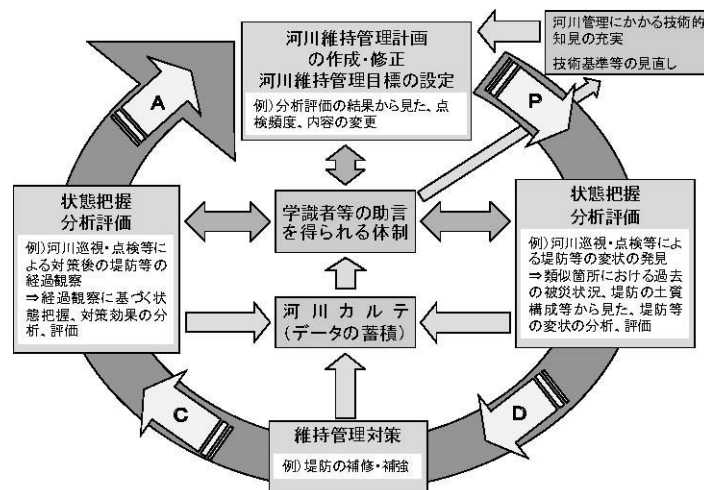 河川維持管理計画
の作成・修正
河川維持管理目標の設定
例）分析評価の結果から見た、点
検頻度、内容の変更
河川管理にかかる技術的
知見の充実
技術基準等の見直し
A
P
状態把握
分析評価
例）河川巡視・点検等
による対策後の堤防等の
経過観察
⇒経過観察に基づく状
態把握、対策効果の分
析、評価
学識者等の助言
を得られる体制
状態把握
分析評価
例）河川巡視・点検等によ
る堤防等の変状の発見
⇒類似箇所における過去
の被災状況、堤防の土質
構成等から見た、堤防等
の変状の分析、評価
河川カルテ
（データの蓄積）
C
D
維持管理対策
例）堤防の補修・補強